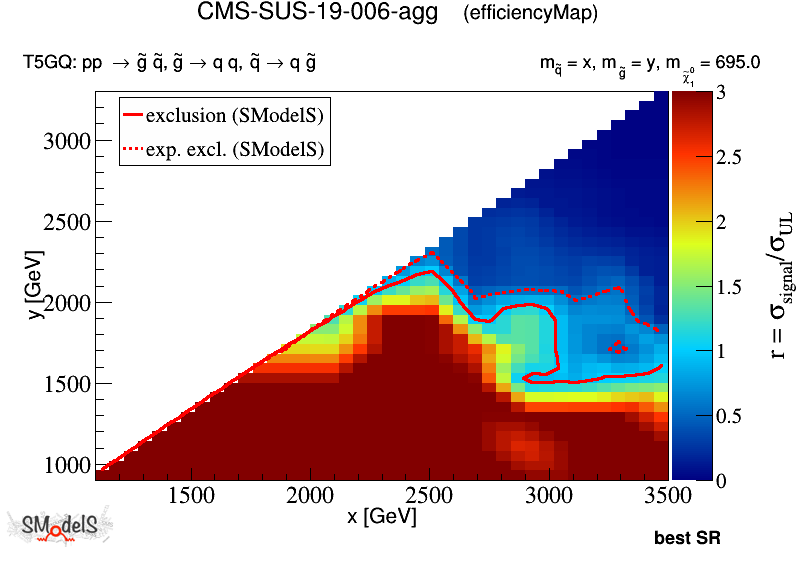 CMS-SUS-19-006-agg (efficiencyMap)
T5GQ: pp → g̃ q̃, g̃ → q q, q̃ → q g̃
m_q̃ = x, m_g̃ = y, m_χ̃₁⁰ = 695.0
exclusion (SModelS)
exp. excl. (SModelS)
3
2.5
2
1.5
1
0.5
0
r = σ_signal/σ_UL
3000
2500
2000
1500
1000
y [GeV]
1500 2000 2500 3000 3500
x [GeV]
SModelS
best SR